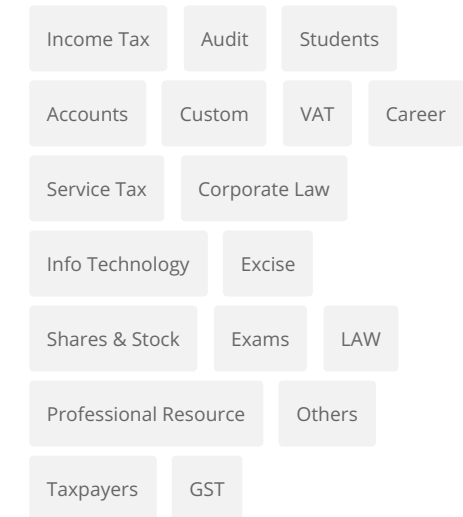 Income Tax Audit Students
Accounts Custom VAT Career
Service Tax Corporate Law
Info Technology Excise
Shares & Stock Exams LAW
Professional Resource Others
Taxpayers GST